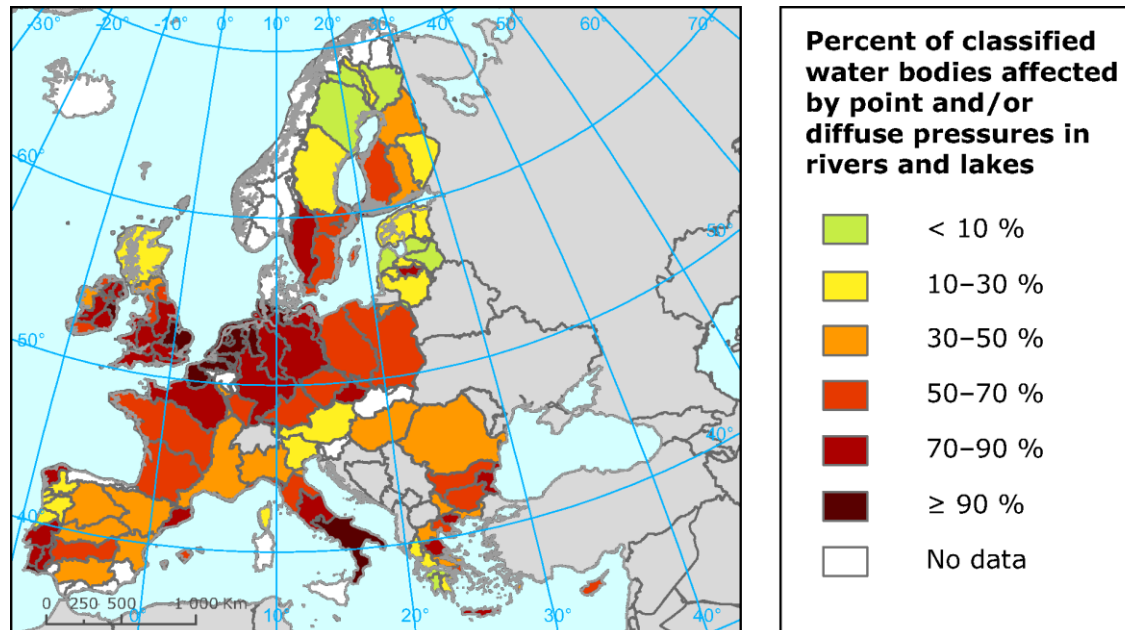 -30° -20° -10° 0° 10° 20° 30° 40° 50° 60° 70°
60°
50°
50°
40°
40°
0 250 500 1 000 Km
0° 10° 20° 30° 40°
Percent of classified
water bodies affected
by point and/or
diffuse pressures in
rivers and lakes
< 10 %
10–30 %
30–50 %
50–70 %
70–90 %
≥ 90 %
No data